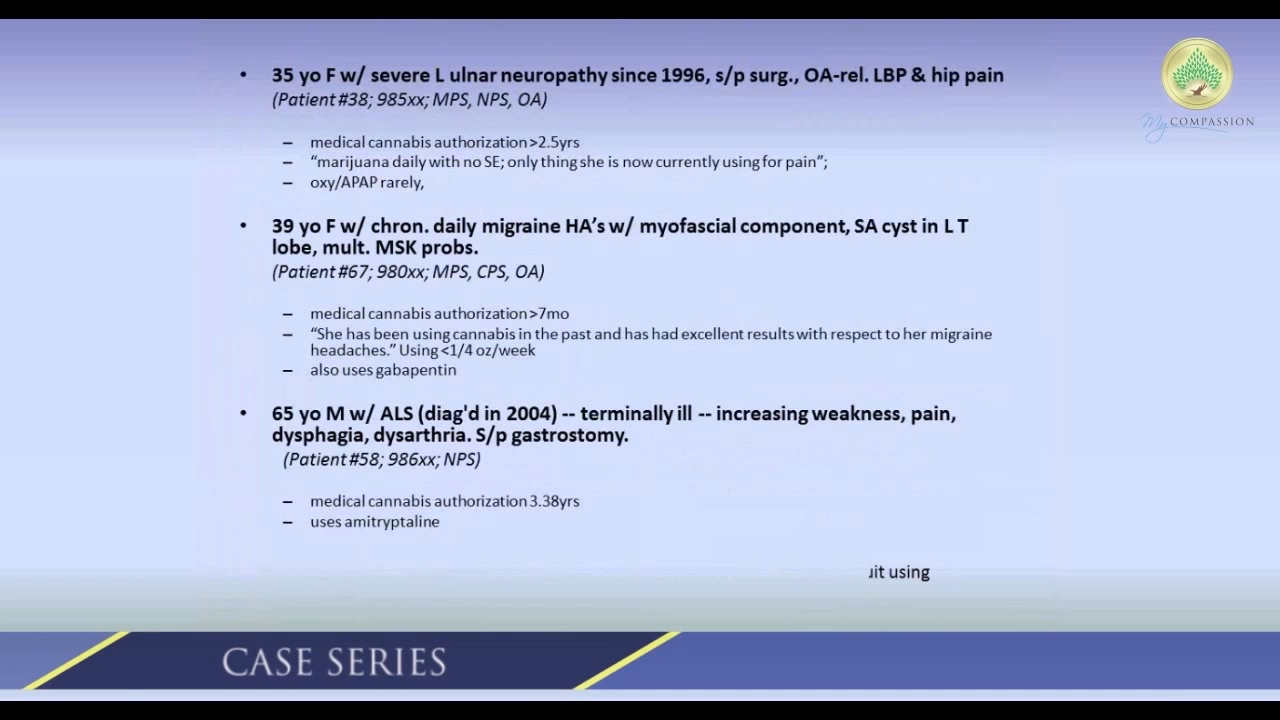 • 35 yo F w/ severe L ulnar neuropathy since 1996, s/p surg., OA-rel. LBP & hip pain
(Patient #38; 985xx; MPS, NPS, OA)
– medical cannabis authorization >2.5yrs
– “marijuana daily with no SE; only thing she is now currently using for pain”;
– oxy/APAP rarely,
• 39 yo F w/ chron. daily migraine HA’s w/ myofascial component, SA cyst in L T
lobe, mult. MSK probs.
(Patient #67; 980xx; MPS, CPS, OA)
– medical cannabis authorization >7mo
– “She has been using cannabis in the past and has had excellent results with respect to her migraine
headaches.” Using <1/4 oz/week
– also uses gabapentin
• 65 yo M w/ ALS (diag'd in 2004) -- terminally ill -- increasing weakness, pain,
dysphagia, dysarthria. S/p gastrostomy.
(Patient #58; 986xx; NPS)
– medical cannabis authorization 3.38yrs
– uses amitryptaline
using
CASE SERIES
My COMPASSION